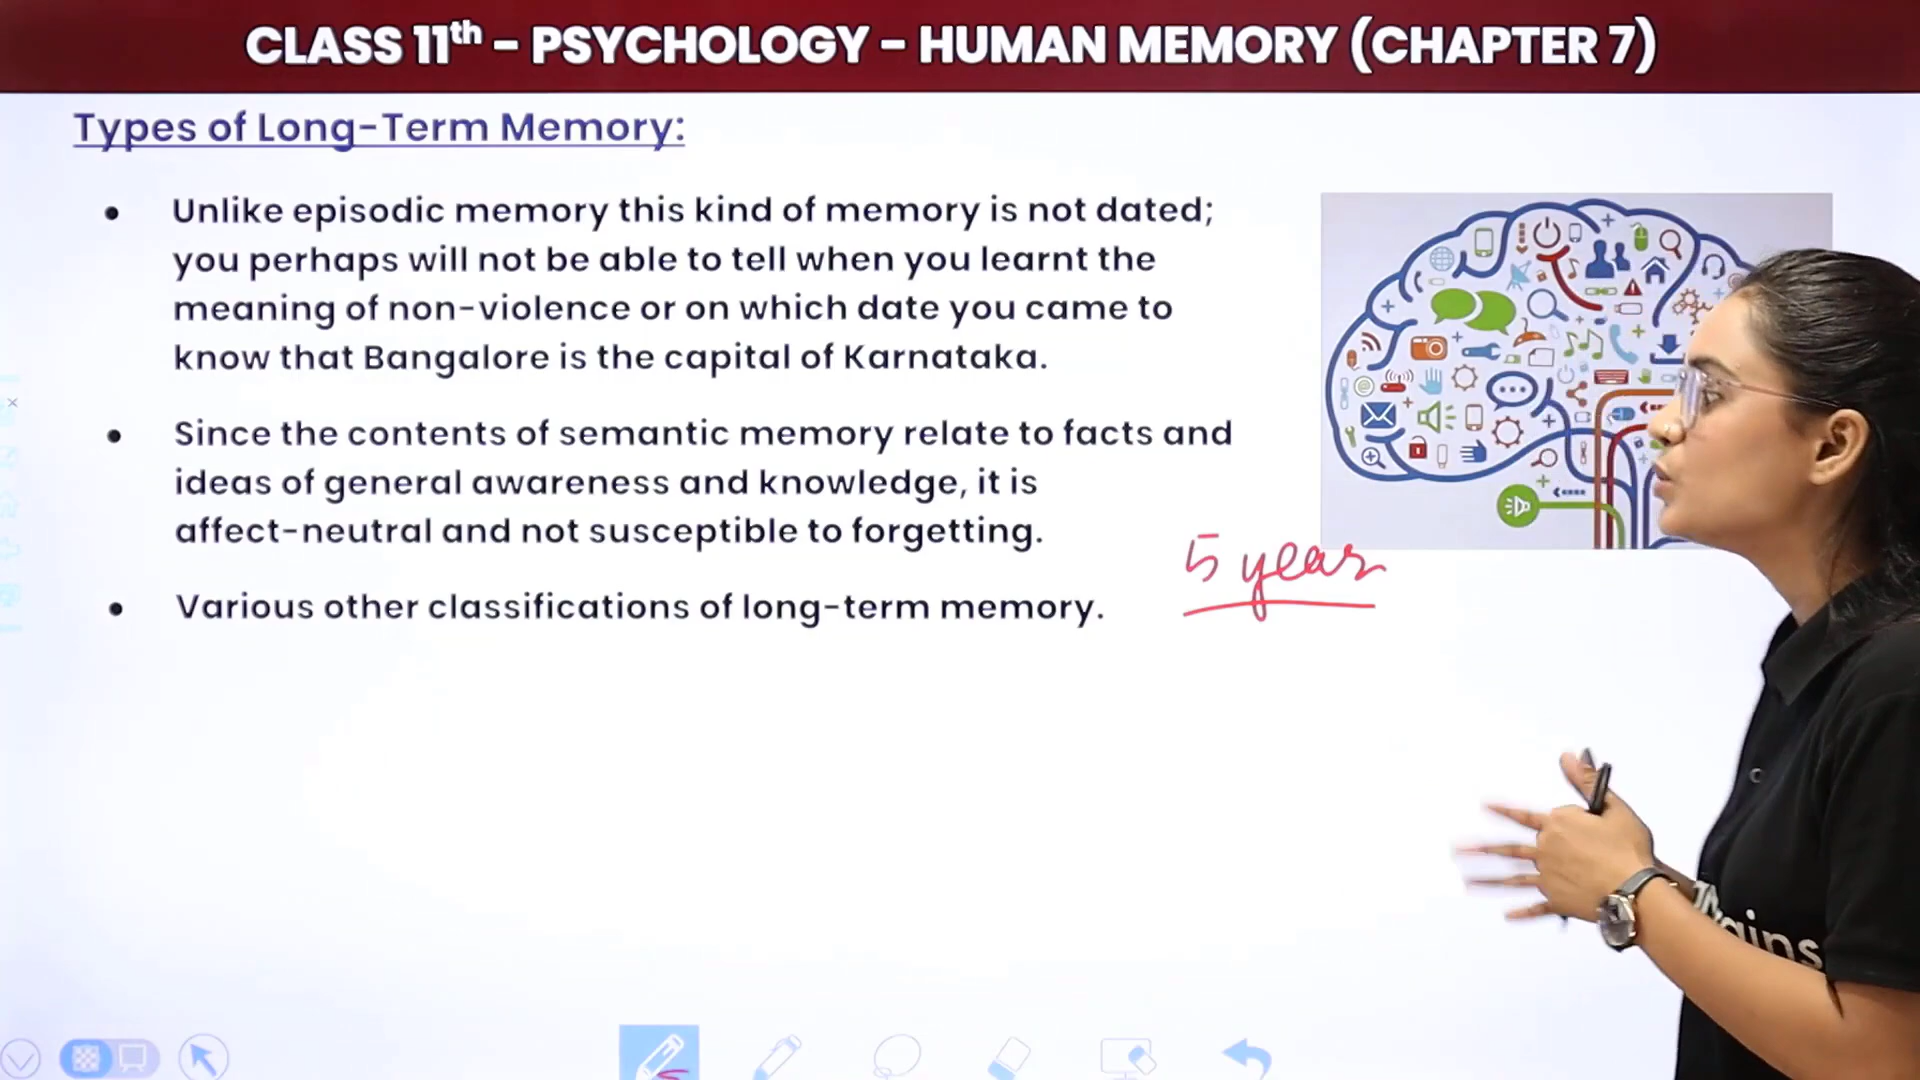 CLASS 11th - PSYCHOLOGY - HUMAN MEMORY (CHAPTER 7)
Types of Long-Term Memory:
• Unlike episodic memory this kind of memory is not dated;
you perhaps will not be able to tell when you learnt the
meaning of non-violence or on which date you came to
know that Bangalore is the capital of Karnataka.
• Since the contents of semantic memory relate to facts and
ideas of general awareness and knowledge, it is
affect-neutral and not susceptible to forgetting.
5 year
• Various other classifications of long-term memory.